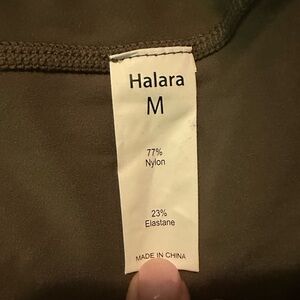 Halara
M
77%
Nylon
23%
Elastane
MADE IN CHINA